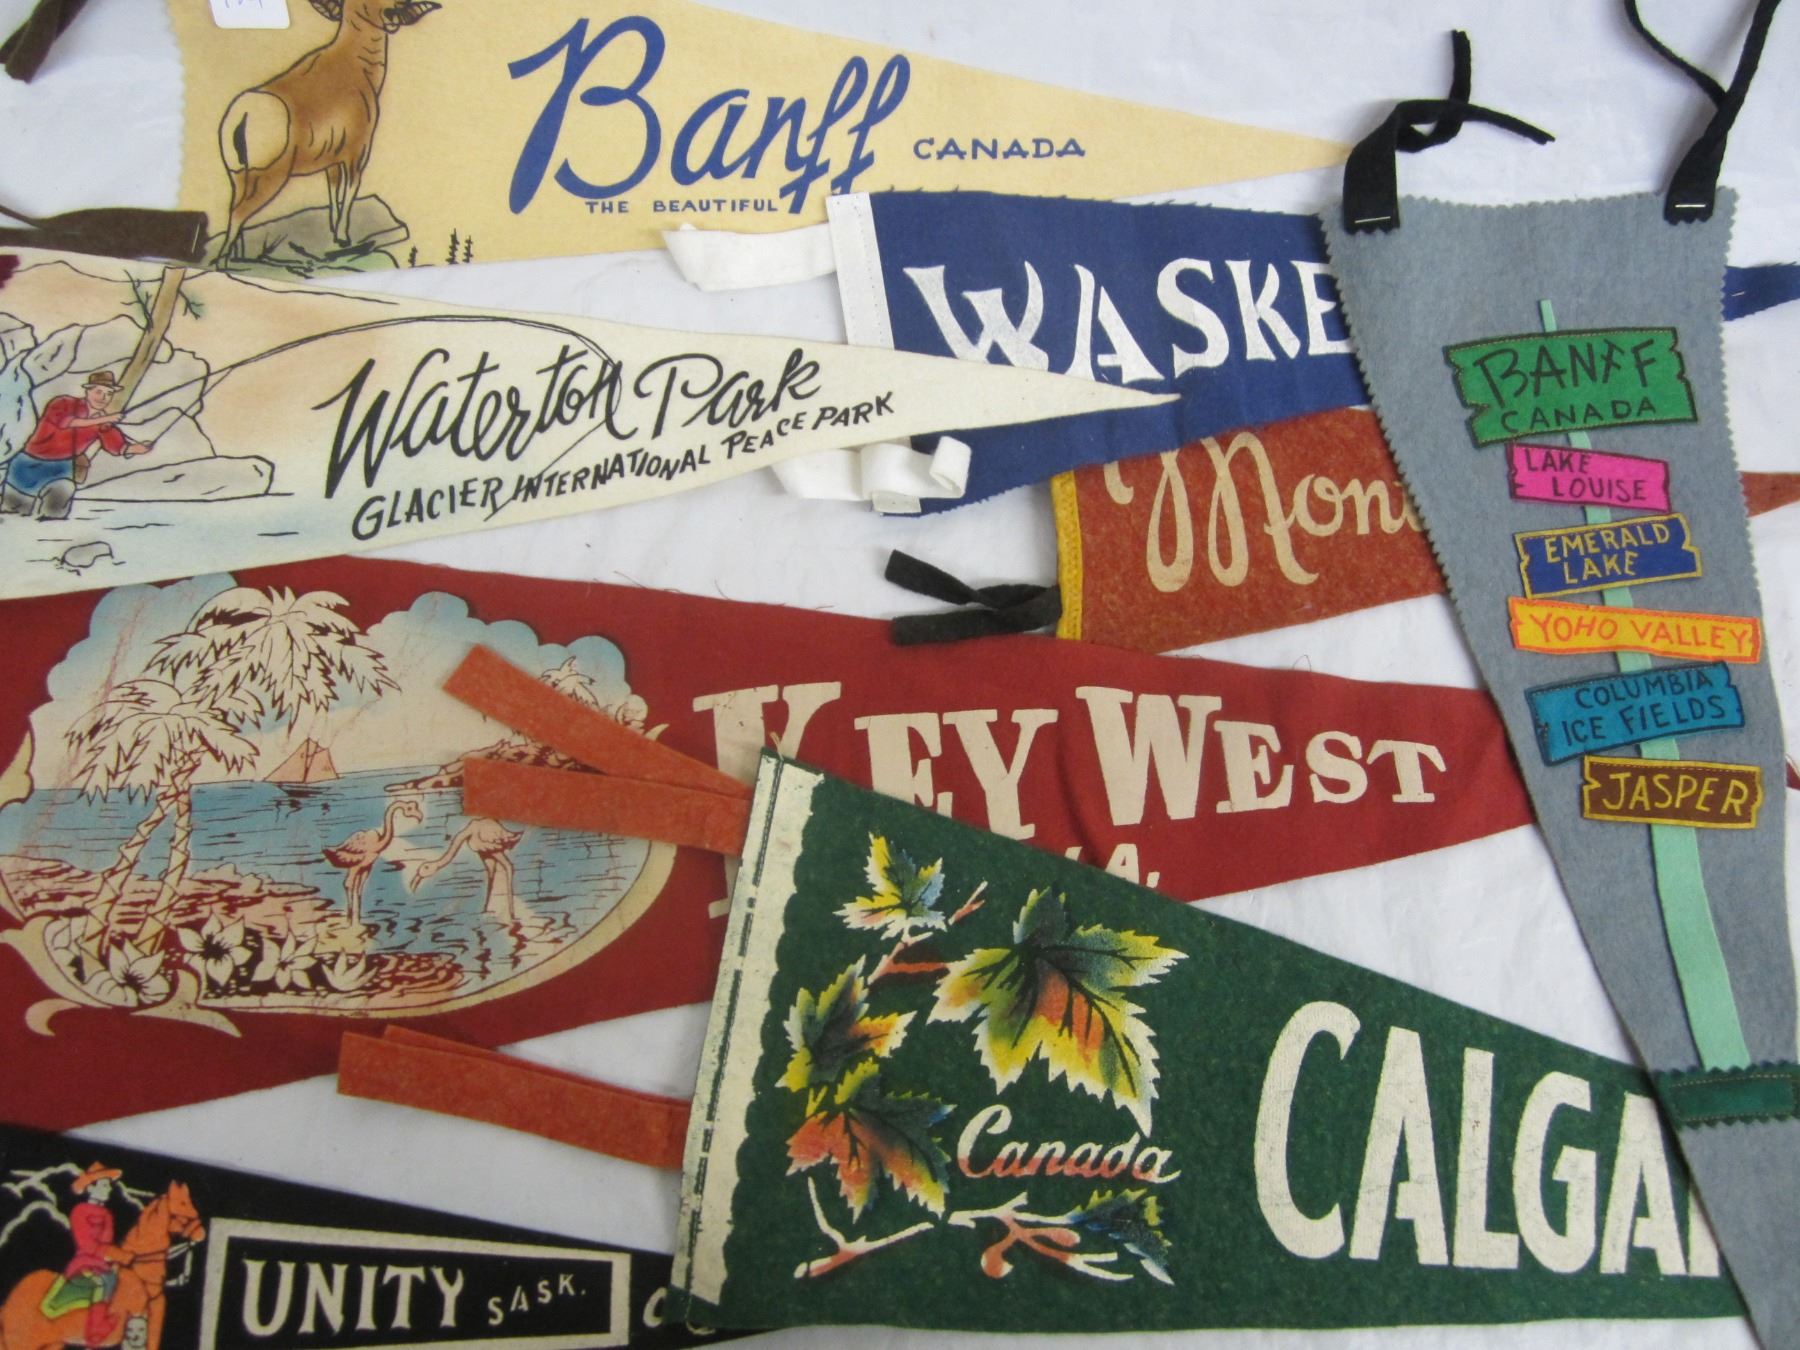 Banff
CANADA
THE BEAUTIFUL
WASKE
Waterton Park
GLACIER INTERNATIONAL PEACE PARK
Mon
BANFF
CANADA
LAKE
LOUISE
EMERALD
LAKE
YOHO VALLEY
COLUMBIA
ICE FIELDS
JASPER
KEY WEST
LA.
Canada
CALGA
UNITY SASK.